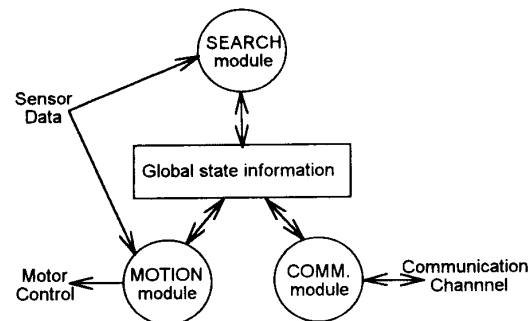 SEARCH
module
Sensor
Data
Global state information
Motor
Control
MOTION
module
COMM.
module
Communication
Channnel